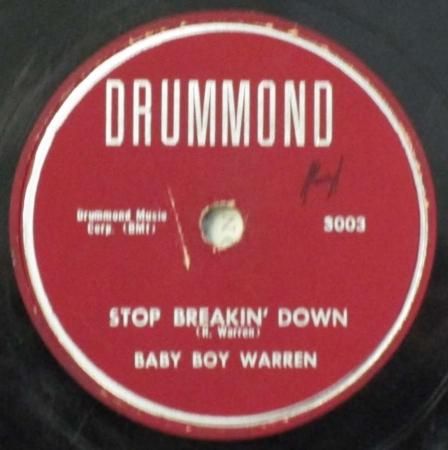 DRUMMOND
Drummond Music
Corp. (BMI)
3003
STOP BREAKIN' DOWN
(R. Warren)
BABY BOY WARREN